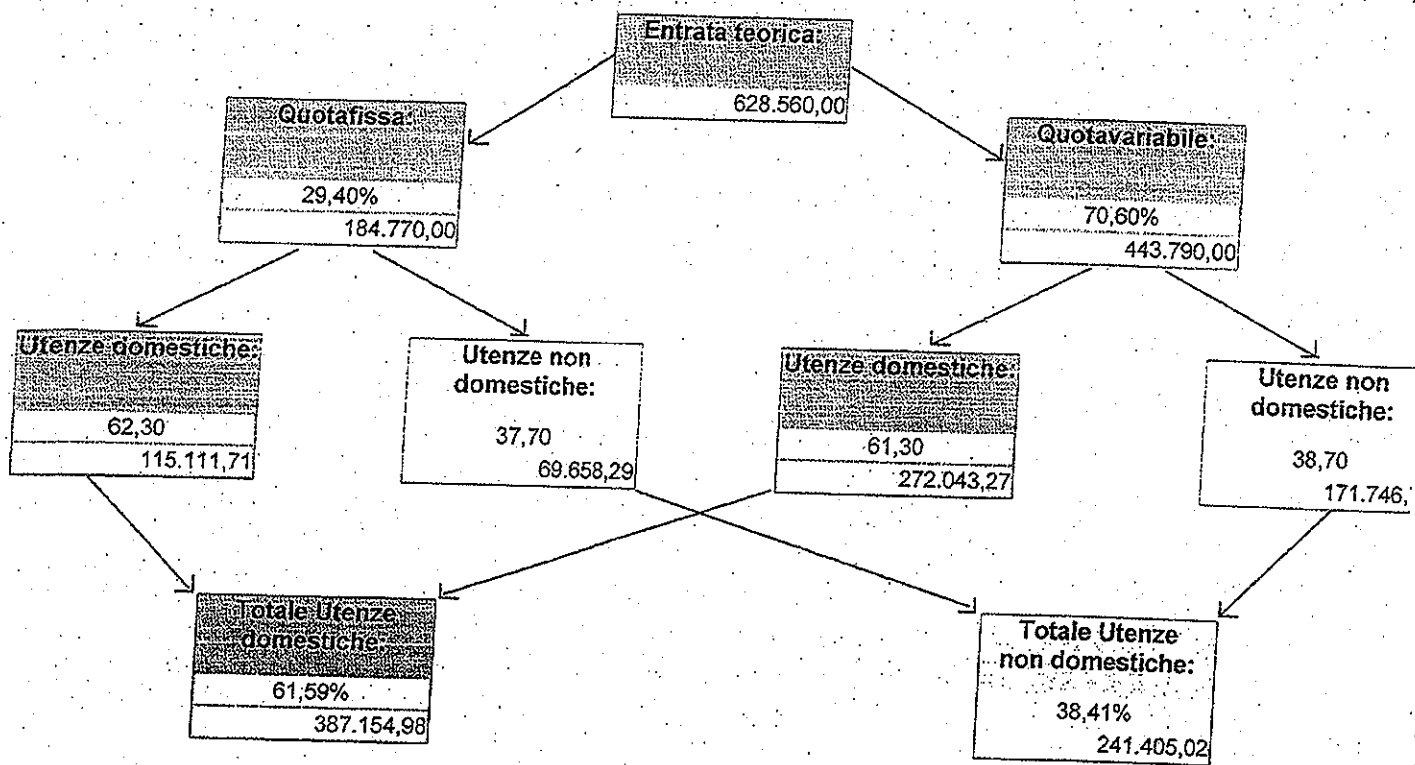 Entrata teorica:
628.560,00
Quotafissa:
29,40%
184.770,00
Quotavariabile:
70,60%
443.790,00
Utenze domestiche:
62,30
115.111,71
Utenze non
domestiche:
37,70
69.658,29
Utenze domestiche:
61,30
272.043,27
Utenze non
domestiche:
38,70
171.746,
Totale Utenze
domestiche:
61,59%
387.154,98
Totale Utenze
non domestiche:
38,41%
241.405,02